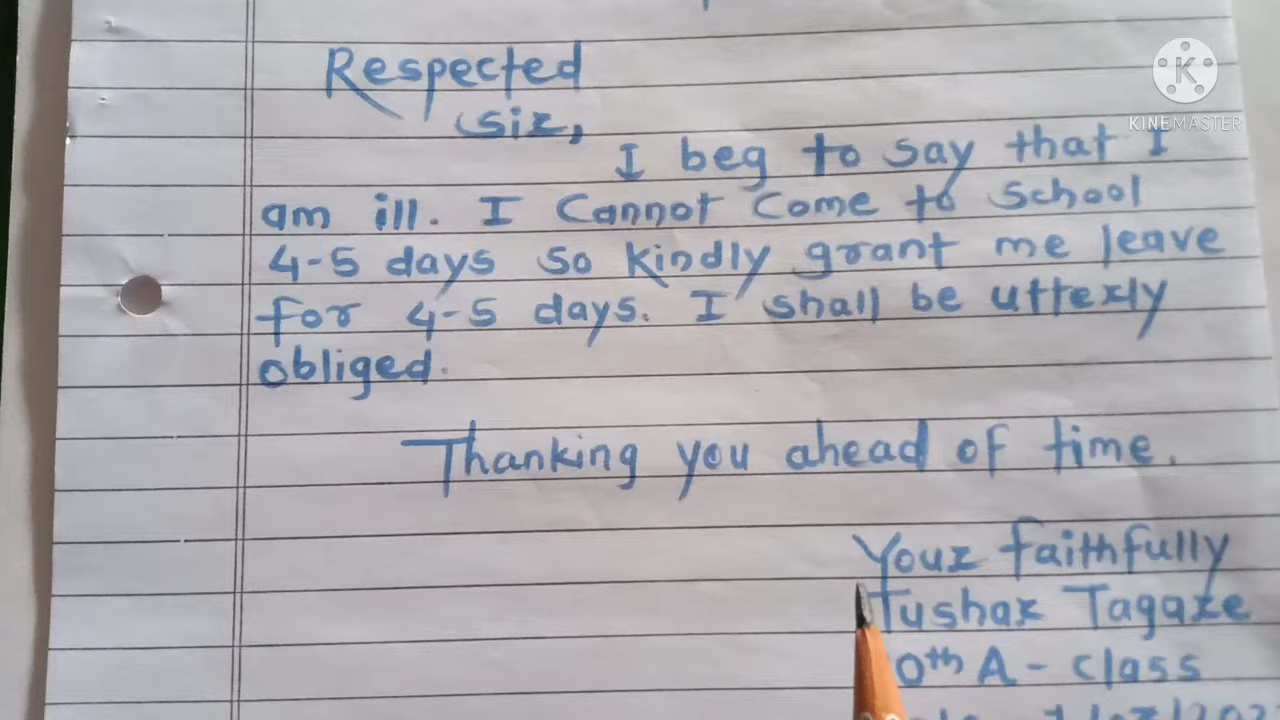 KINEMASTER
Respected
sir,
I beg to say that I
am ill. I Cannot Come to School
4-5 days so kindly grant me leave
for 4-5 days. I shall be utterly
obliged.
Thanking you ahead of time.
Your faithfully
Tushar Tagare
0th A - Class